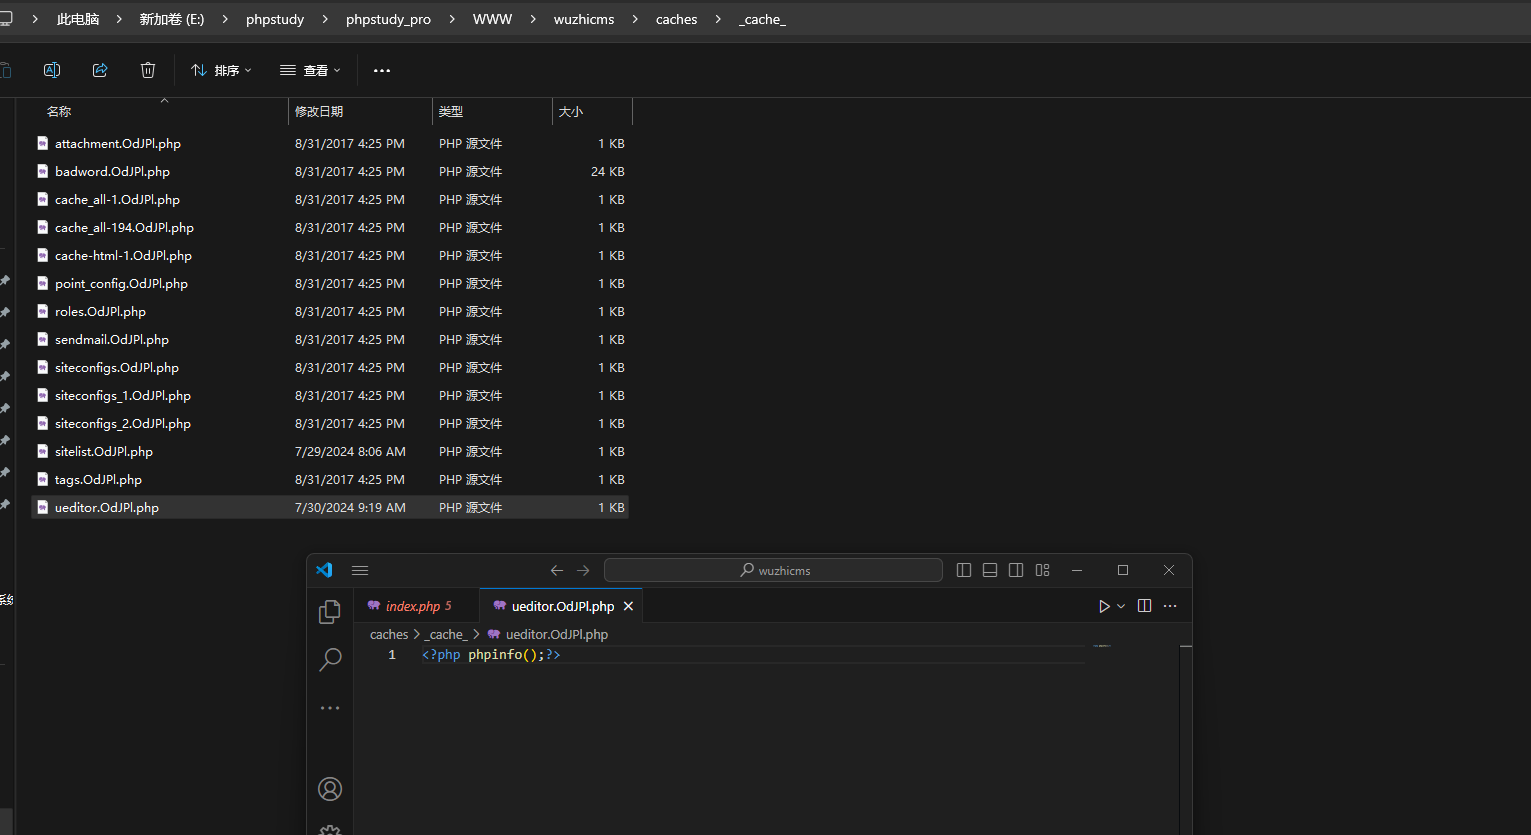 此电脑 新加卷 (E:) phpstudy phpstudy_pro WWW wuzhicms caches _cache_
排序 查看 ...
名称 修改日期 类型 大小
attachment.OdJPl.php 8/31/2017 4:25 PM PHP 源文件 1 KB
badword.OdJPl.php 8/31/2017 4:25 PM PHP 源文件 24 KB
cache_all-1.OdJPl.php 8/31/2017 4:25 PM PHP 源文件 1 KB
cache_all-194.OdJPl.php 8/31/2017 4:25 PM PHP 源文件 1 KB
cache-html-1.OdJPl.php 8/31/2017 4:25 PM PHP 源文件 1 KB
point_config.OdJPl.php 8/31/2017 4:25 PM PHP 源文件 1 KB
roles.OdJPl.php 8/31/2017 4:25 PM PHP 源文件 1 KB
sendmail.OdJPl.php 8/31/2017 4:25 PM PHP 源文件 1 KB
siteconfigs.OdJPl.php 8/31/2017 4:25 PM PHP 源文件 1 KB
siteconfigs_1.OdJPl.php 8/31/2017 4:25 PM PHP 源文件 1 KB
siteconfigs_2.OdJPl.php 8/31/2017 4:25 PM PHP 源文件 1 KB
sitelist.OdJPl.php 7/29/2024 8:06 AM PHP 源文件 1 KB
tags.OdJPl.php 8/31/2017 4:25 PM PHP 源文件 1 KB
ueditor.OdJPl.php 7/30/2024 9:19 AM PHP 源文件 1 KB
wuzhicms
系统
index.php 5 ueditor.OdJPl.php
caches > _cache_ > ueditor.OdJPl.php
1 <?php phpinfo();?>